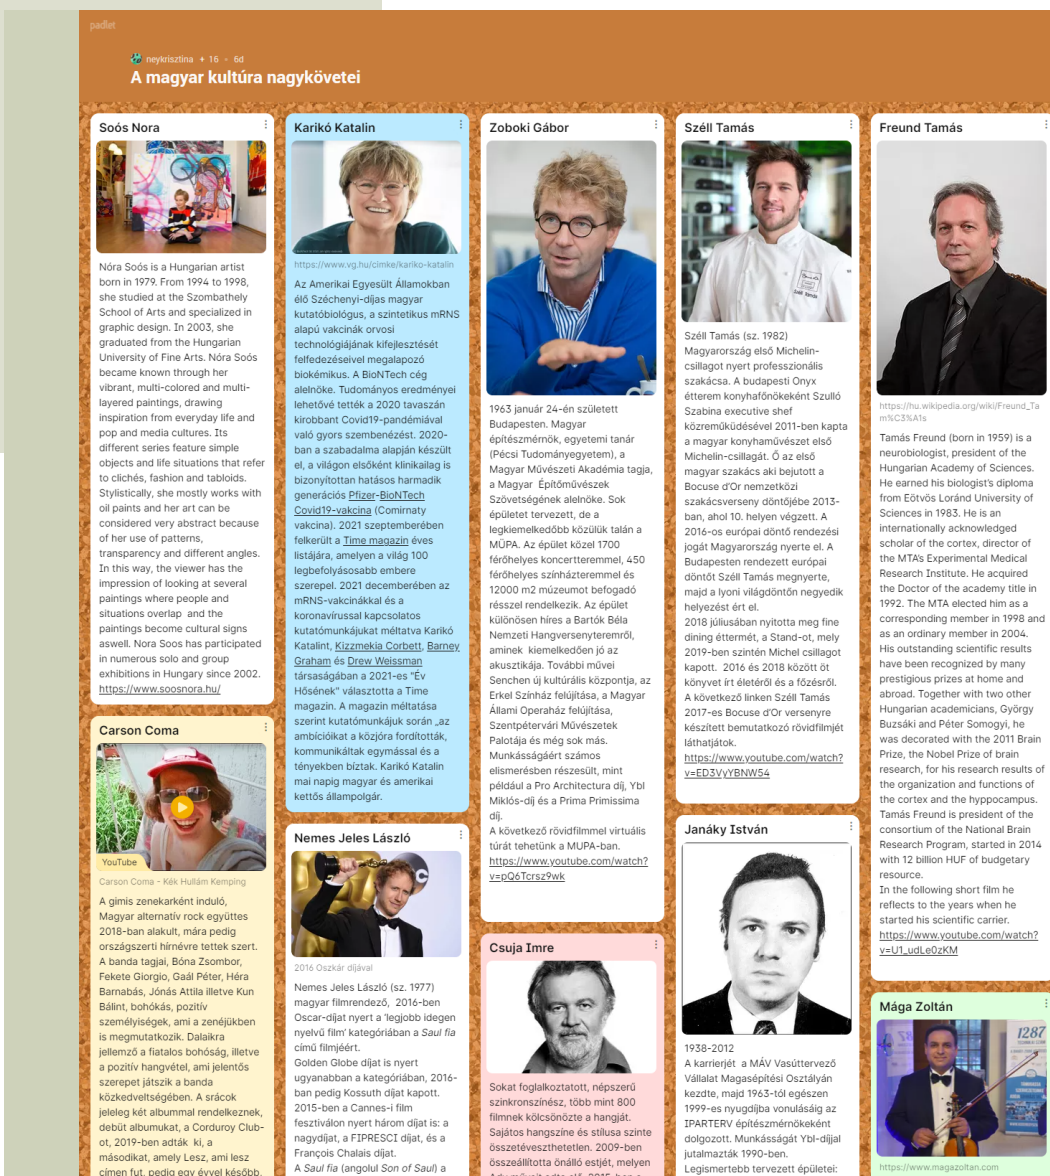 padlet
neykrisztina + 16 • 6d
A magyar kultúra nagykövetei
Soós Nora
Nóra Soós is a Hungarian artist
born in 1979. From 1994 to 1998,
she studied at the Szombathely
School of Arts and specialized in
graphic design. In 2003, she
graduated from the Hungarian
University of Fine Arts. Nóra Soós
became known through her
vibrant, multi-colored and multi-
layered paintings, drawing
inspiration from everyday life and
pop and media cultures. Its
different series feature simple
objects and life situations that refer
to clichés, fashion and tabloids.
Stylistically, she mostly works with
oil paints and her art can be
considered very abstract because
of her use of patterns,
transparency and different angles.
In this way, the viewer has the
impression of looking at several
paintings where people and
situations overlap and the
paintings become cultural signs
aswell. Nora Soos has participated
in numerous solo and group
exhibitions in Hungary since 2002.
https://www.soosnora.hu/
Carson Coma
YouTube
Carson Coma - Kék Hullám Kemping
A gimis zenekarként induló,
Magyar alternatív rock együttes
2018-ban alakult, mára pedig
országszerti hírnévre tettek szert.
A banda tagjai, Bóna Zsombor,
Fekete Giorgio, Gaál Péter, Héra
Barnabás, Jónás Attila illetve Kun
Bálint, bohókás, pozitív
személyiségek, ami a zenéjükben
is megmutatkozik. Dalaikra
jellemző a fiatalos bohóság, illetve
a pozitív hangvétel, ami jelentős
szerepet játszik a banda
közkedveltségében. A srácok
jeleleg két albummal rendelkeznek,
debüt albumukat, a Corduroy Club-
ot, 2019-ben adták ki, a
másodikat, amely Lesz, ami lesz
címen fut, pedig egy évvel később,
Karikó Katalin
https://www.vg.hu/cimke/kariko-katalin
Az Amerikai Egyesült Államokban
élő Széchenyi-díjas magyar
kutatóbiológus, a szintetikus mRNS
alapú vakcinák orvosi
technológiájának kifejlesztését
felfedezéseivel megalapozó
biokémikus. A BioNTech cég
alelnöke. Tudományos eredményei
lehetővé tették a 2020 tavaszán
kirobbant Covid19-pandémiával
való gyors szembenézést. 2020-
ban a szabadalma alapján készült
el, a világon elsőként klinikailag is
bizonyítottan hatásos harmadik
generációs Pfizer-BioNTech
Covid19-vakcina (Comirnaty
vakcina). 2021 szeptemberében
felkerült a Time magazin éves
listájára, amelyen a világ 100
legbefolyásosabb embere
szerepel. 2021 decemberében az
mRNS-vakcinákkal és a
koronavírussal kapcsolatos
kutatómunkájukat méltatva Karikó
Katalint, Kizzmekia Corbett, Barney
Graham és Drew Weissman
társaságában a 2021-es "Év
Hősének" választotta a Time
magazin. A magazin méltatása
szerint kutatómunkájuk során „az
ambícióikat a közjóra fordították,
kommunikáltak egymással és a
tényekben bíztak. Karikó Katalin
mai napig magyar és amerikai
kettős állampolgár.
Nemes Jeles László
2016 Oszkár díjával
Nemes Jeles László (sz. 1977)
magyar filmrendező, 2016-ben
Oscar-díjat nyert a 'legjobb idegen
nyelvű film' kategóriában a Saul fia
című filmjéért.
Golden Globe díjat is nyert
ugyanabban a kategóriában, 2016-
ban pedig Kossuth díjat kapott.
2015-ben a Cannes-i film
fesztiválon nyert három díjat is: a
nagydíjat, a FIPRESCI díjat, és a
François Chalais díjat.
A Saul fia (angolul Son of Saul) a
Zoboki Gábor
1963 január 24-én született
Budapesten. Magyar
építészmérnök, egyetemi tanár
(Pécsi Tudományegyetem), a
Magyar Művészeti Akadémia tagja,
a Magyar Építőművészek
Szövetségének alelnöke. Sok
épületet tervezett, de a
legkiemelkedőbb közülük talán a
MÜPA. Az épület közel 1700
férőhelyes koncertteremmel, 450
férőhelyes színházteremmel és
12000 m2 múzeumot befogadó
résszel rendelkezik. Az épület
különösen híres a Bartók Béla
Nemzeti Hangversenyteremről,
aminek kiemelkedően jó az
akusztikája. További művei
Senchen új kultúrális központja, az
Erkel Színház felújítása, a Magyar
Állami Operaház felújítása,
Szentpétervári Művészetek
Palotája és még sok más.
Munkásságáért számos
elismerésben részesült, mint
például a Pro Architectura díj, Ybl
Miklós-díj és a Prima Primissima
díj.
A következő rövidfilmmel virtuális
túrát tehetünk a MUPA-ban.
https://www.youtube.com/watch?
v=pQ6Tcrsz9wk
Csuja Imre
Sokat foglalkoztatott, népszerű
szinkronszínész, több mint 800
filmnek kölcsönözte a hangját.
Sajátos hangszíne és stílusa szinte
összetéveszthetetlen. 2009-ben
összeállította önálló estjét, melyen
Széll Tamás
Széll Tamás (sz. 1982)
Magyarország első Michelin-
csillagot nyert professzionális
szakácsa. A budapesti Onyx
étterem konyhafőnökeként Szulló
Szabina executive shef
közreműködésével 2011-ben kapta
a magyar konyhaművészet első
Michelin-csillagát. Ő az első
magyar szakács aki bejutott a
Bocuse d'Or nemzetközi
szakácsverseny döntőjébe 2013-
ban, ahol 10. helyen végzett. A
2016-os európai döntő rendezési
jogát Magyarország nyerte el. A
Budapesten rendezett európai
döntőt Széll Tamás megnyerte,
majd a lyoni világdöntőn negyedik
helyezést ért el.
2018 júliusában nyitotta meg fine
dining éttermét, a Stand-ot, mely
2019-ben szintén Michel csillagot
kapott. 2016 és 2018 között öt
könyvet írt életéről és a főzésről.
A következő linken Széll Tamás
2017-es Bocuse d'Or versenyre
készített bemutatkozó rövidfilmjét
láthatjátok.
https://www.youtube.com/watch?
v=ED3VyYBNW54
Janáky István
1938-2012
A karrierjét a MÁV Vasúttervező
Vállalat Magasépítési Osztályán
kezdte, majd 1963-tól egészen
1999-es nyugdíjba vonulásáig az
IPARTERV építészmérnökeként
dolgozott. Munkásságát Ybl-díjjal
jutalmazták 1990-ben.
Legismertebb tervezett épületei:
Freund Tamás
https://hu.wikipedia.org/wiki/Freund_Ta
m%C3%A1s
Tamás Freund (born in 1959) is a
neurobiologist, president of the
Hungarian Academy of Sciences.
He earned his biologist's diploma
from Eötvös Loránd University of
Sciences in 1983. He is an
internationally acknowledged
scholar of the cortex, director of
the MTA's Experimental Medical
Research Institute. He acquired
the Doctor of the academy title in
1992. The MTA elected him as a
corresponding member in 1998 and
as an ordinary member in 2004.
His outstanding scientific results
have been recognized by many
prestigious prizes at home and
abroad. Together with two other
Hungarian academicians, György
Buzsáki and Péter Somogyi, he
was decorated with the 2011 Brain
Prize, the Nobel Prize of brain
research, for his research results of
the organization and functions of
the cortex and the hyppocampus.
Tamás Freund is president of the
consortium of the National Brain
Research Program, started in 2014
with 12 billion HUF of budgetary
resource.
In the following short film he
reflects to the years when he
started his scientific carrier.
https://www.youtube.com/watch?
v=U1_udLe0zKM
Mága Zoltán
1287
https://www.magazoltan.com